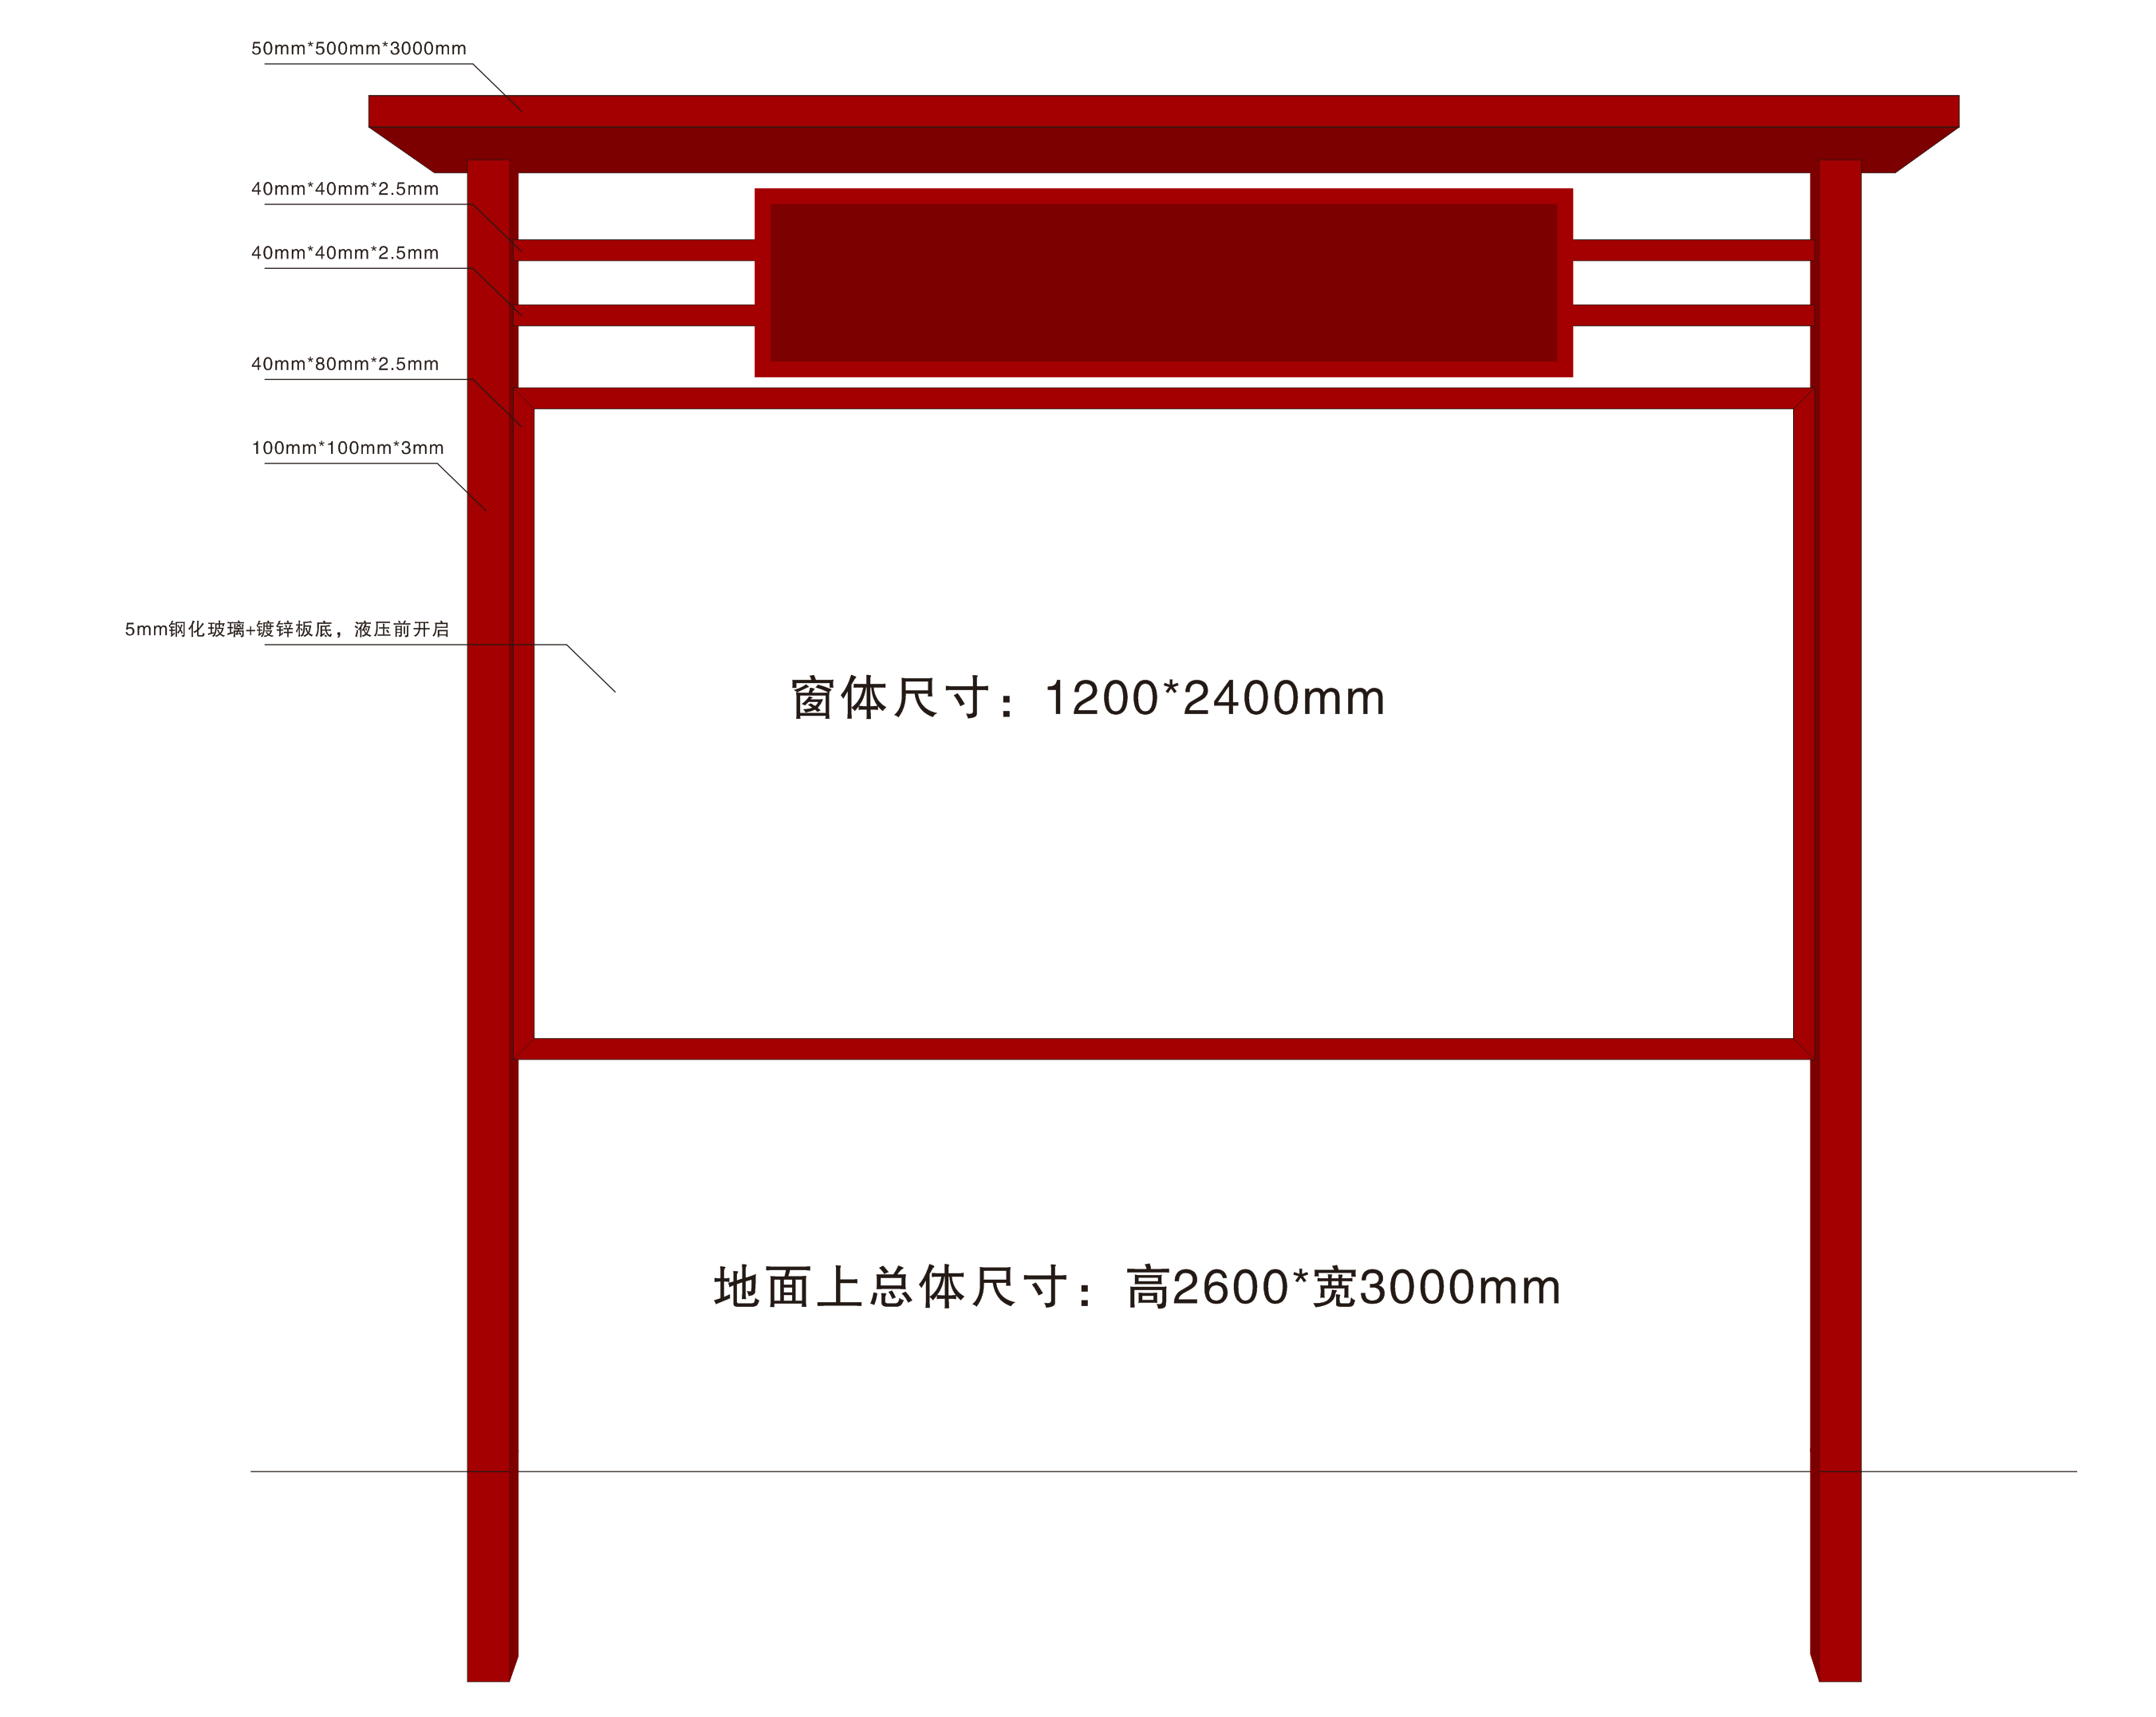 50mm*500mm*3000mm
40mm*40mm*2.5mm
40mm*40mm*2.5mm
40mm*80mm*2.5mm
100mm*100mm*3mm
5mm钢化玻璃+镀锌板底，液压前开启
窗体尺寸：1200*2400mm
地面上总体尺寸：高2600*宽3000mm